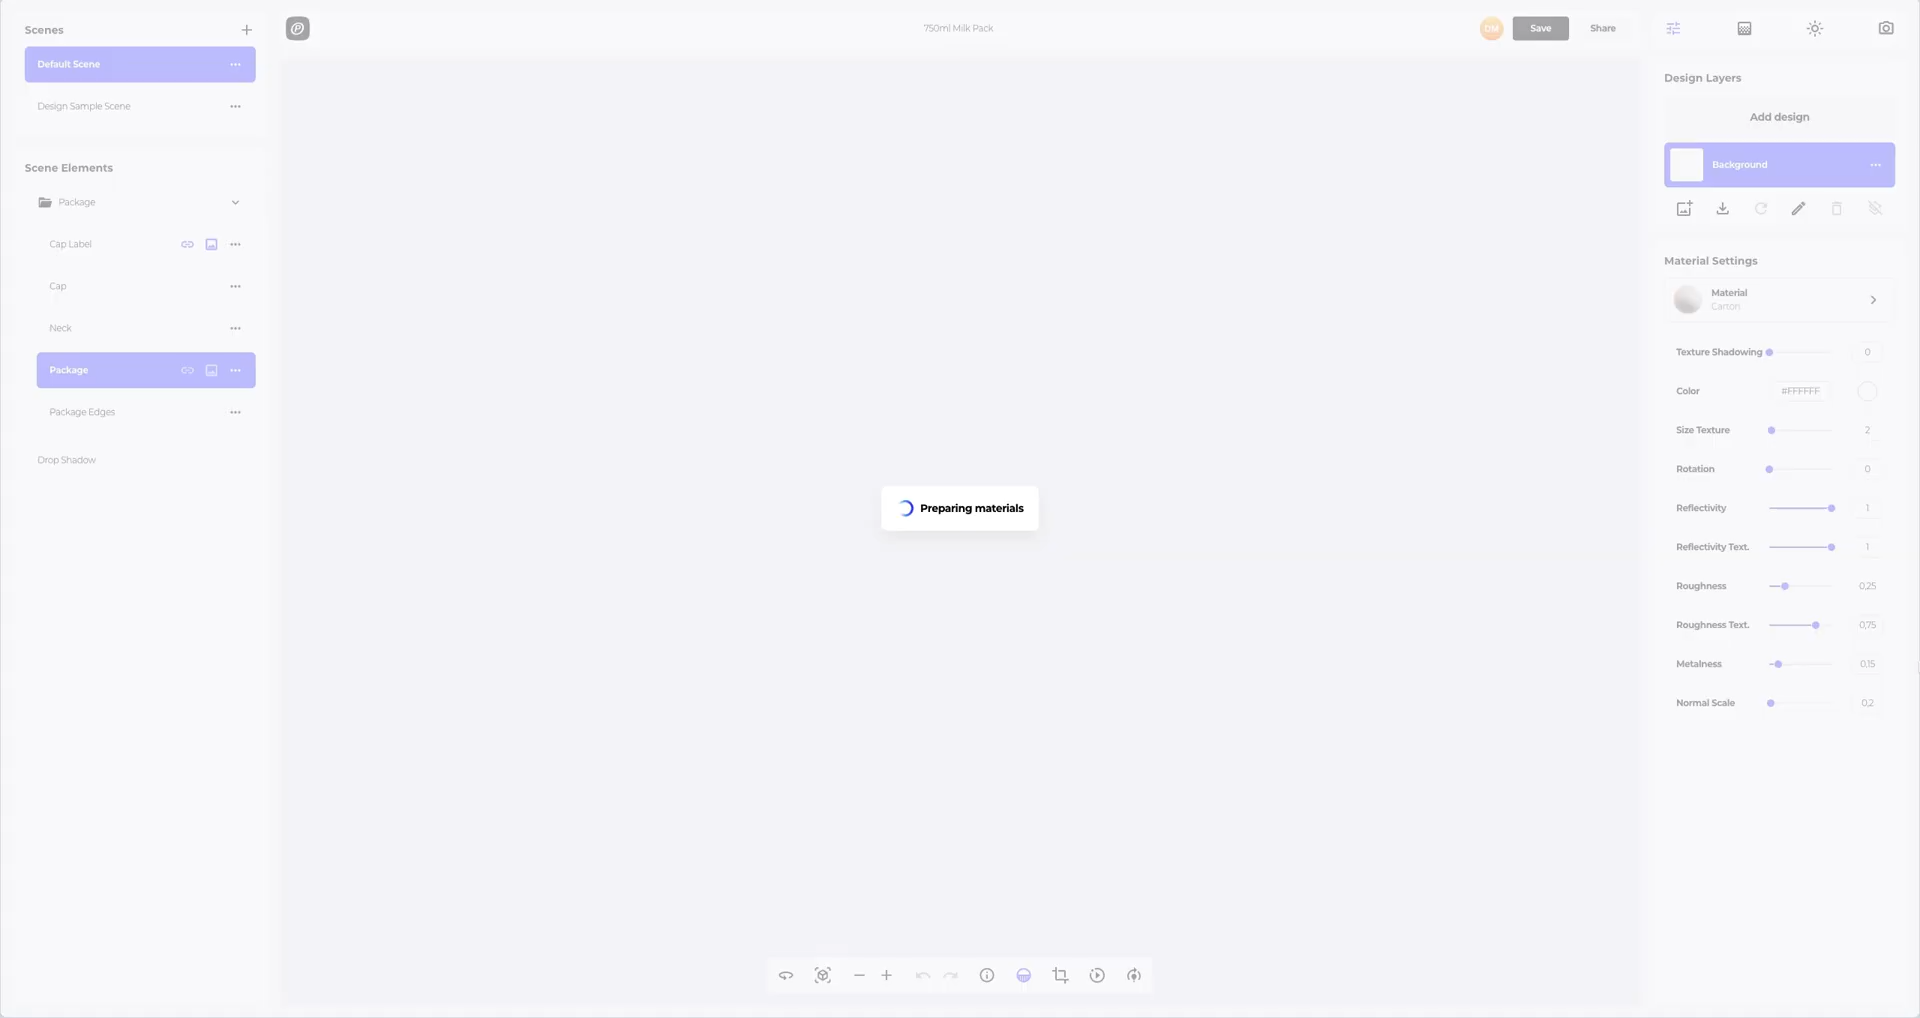 Scenes
Default Scene
Design Sample Scene
Scene Elements
Package
Cap Label
Cap
Neck
Package
Package Edges
Drop Shadow
750ml Milk Pack
DM
Save
Share
Preparing materials
Design Layers
Add design
Background
Material Settings
Material
Carton
Texture Shadowing 0
Color #FFFFFF
Size Texture 2
Rotation 0
Reflectivity 1
Reflectivity Text. 1
Roughness 0,25
Roughness Text. 0,75
Metalness 0,15
Normal Scale 0,2